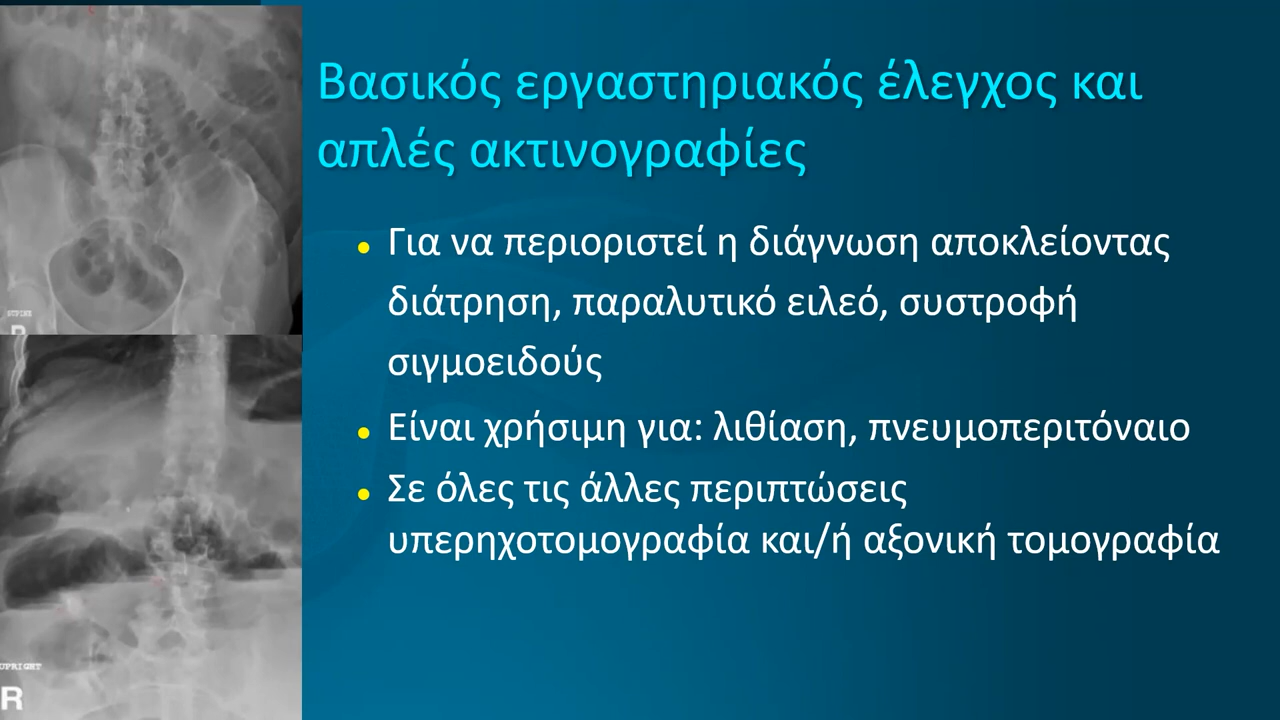 Βασικός εργαστηριακός έλεγχος και
απλές ακτινογραφίες
Για να περιοριστεί η διάγνωση αποκλείοντας
διάτρηση, παραλυτικό ειλεό, συστροφή
σιγμοειδούς
Είναι χρήσιμη για: λιθίαση, πνευμοπεριτόναιο
Σε όλες τις άλλες περιπτώσεις
υπερηχοτομογραφία και/ή αξονική τομογραφία
SUPINE
R
UPRIGHT
R